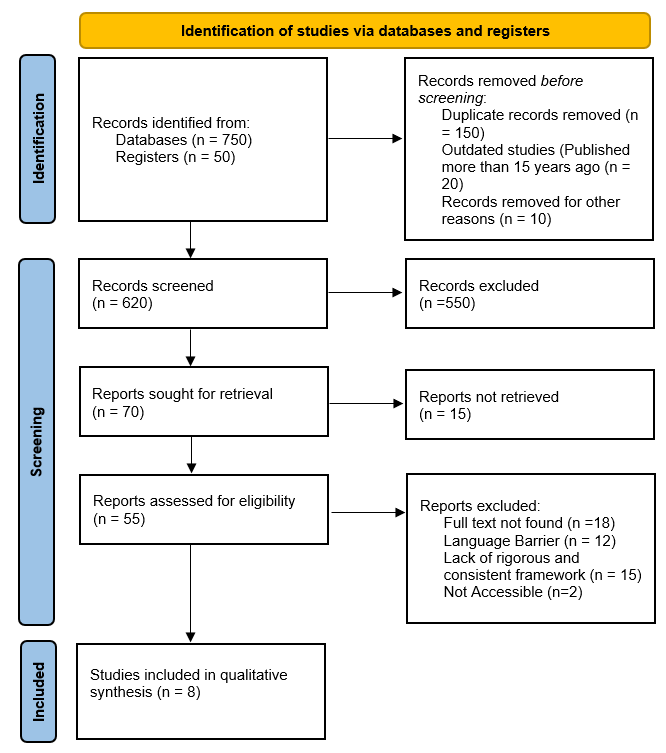 Identification of studies via databases and registers
Identification
Records identified from:
Databases (n = 750)
Registers (n = 50)
Records removed before
screening:
Duplicate records removed (n
= 150)
Outdated studies (Published
more than 15 years ago (n =
20)
Records removed for other
reasons (n = 10)
Screening
Records screened
(n = 620)
Records excluded
(n =550)
Reports sought for retrieval
(n = 70)
Reports not retrieved
(n = 15)
Reports assessed for eligibility
(n = 55)
Reports excluded:
Full text not found (n =18)
Language Barrier (n = 12)
Lack of rigorous and
consistent framework (n = 15)
Not Accessible (n=2)
Included
Studies included in qualitative
synthesis (n = 8)